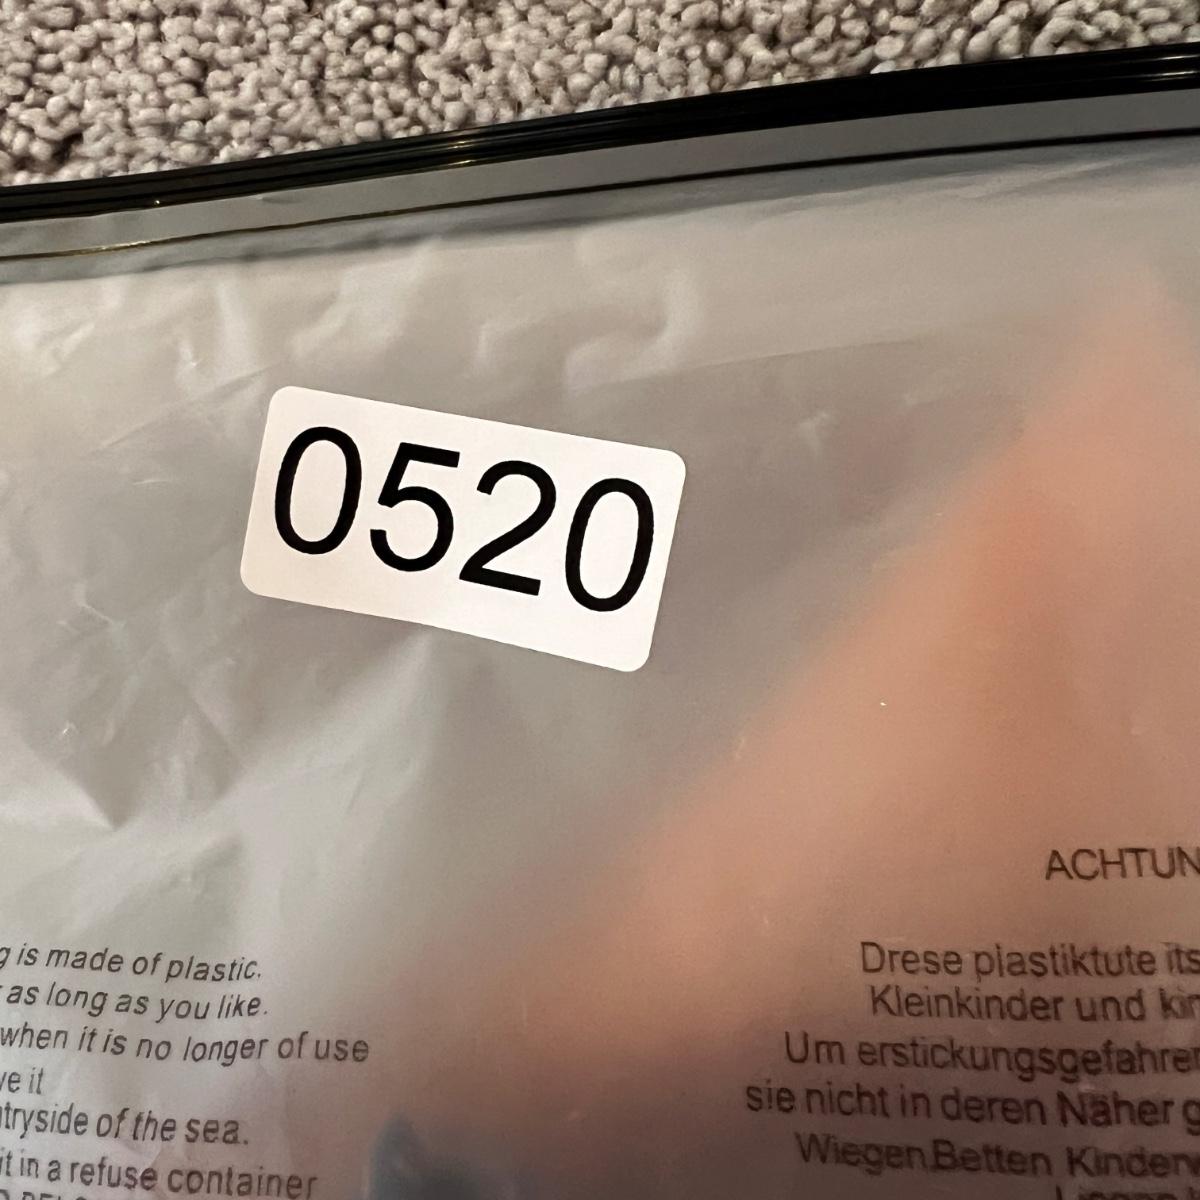 0520
g is made of plastic.
as long as you like.
when it is no longer of use
ve it
tryside of the sea.
it in a refuse container
ACHTUN
Drese plastiktute its
Kleinkinder und kin
Um erstickungsgefahren
sie nicht in deren Näher g
Wiegen Betten Kinden